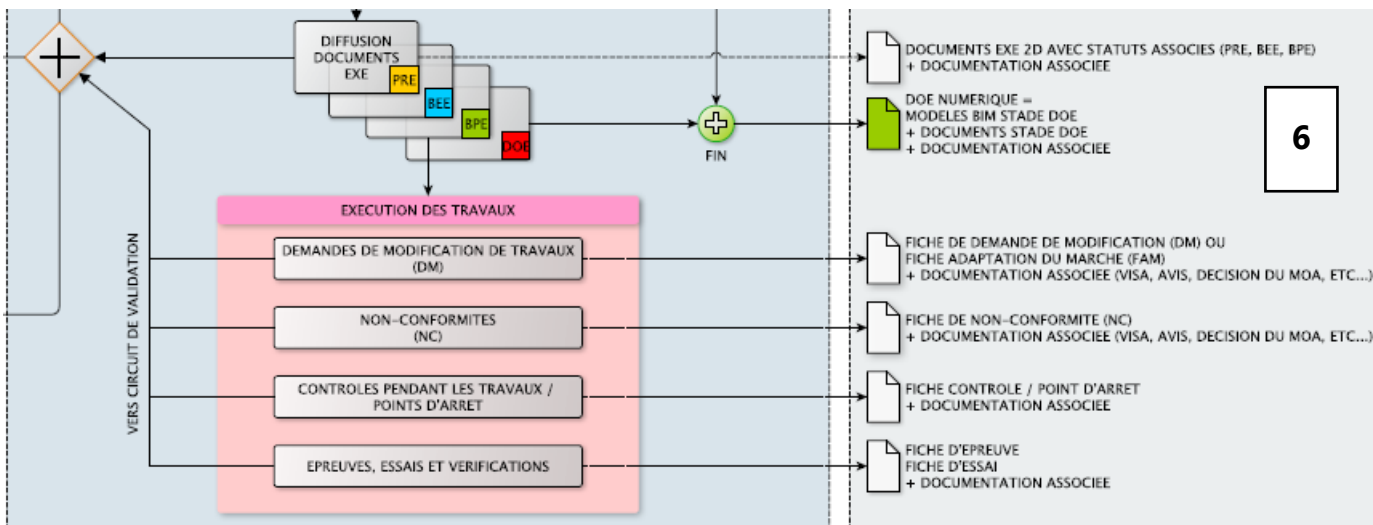 DIFFUSION
DOCUMENTS
EXE
PRE
BEE
BPE
DOE
FIN
DOCUMENTS EXE 2D AVEC STATUTS ASSOCIES (PRE, BEE, BPE)
+ DOCUMENTATION ASSOCIEE
DOE NUMERIQUE =
MODELES BIM STADE DOE
+ DOCUMENTS STADE DOE
+ DOCUMENTATION ASSOCIEE
6
EXECUTION DES TRAVAUX
VERS CIRCUIT DE VALIDATION
DEMANDES DE MODIFICATION DE TRAVAUX
(DM)
FICHE DE DEMANDE DE MODIFICATION (DM) OU
FICHE ADAPTATION DU MARCHE (FAM)
+ DOCUMENTATION ASSOCIEE (VISA, AVIS, DECISION DU MOA, ETC...)
NON-CONFORMITES
(NC)
FICHE DE NON-CONFORMITE (NC)
+ DOCUMENTATION ASSOCIEE (VISA, AVIS, DECISION DU MOA, ETC...)
CONTROLES PENDANT LES TRAVAUX /
POINTS D'ARRET
FICHE CONTROLE / POINT D'ARRET
+ DOCUMENTATION ASSOCIEE
EPREUVES, ESSAIS ET VERIFICATIONS
FICHE D'EPREUVE
FICHE D'ESSAI
+ DOCUMENTATION ASSOCIEE